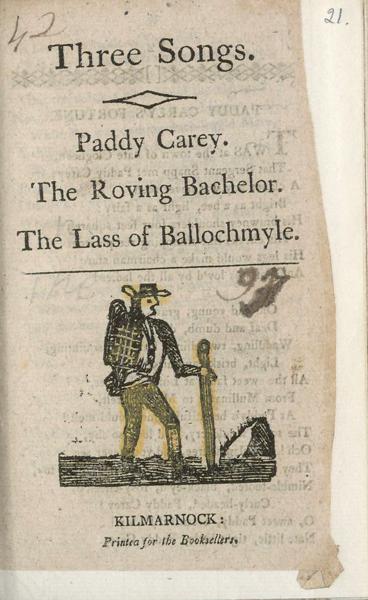 42
21.
Three Songs.
Paddy Carey.
The Roving Bachelor.
The Lass of Ballochmyle.
97
KILMARNOCK:
Printed for the Booksellers.